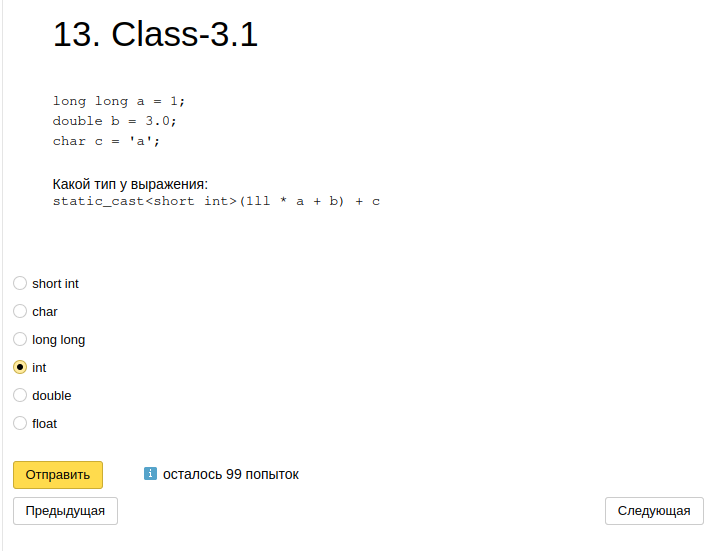 13. Class-3.1
long long a = 1;
double b = 3.0;
char c = 'a';
Какой тип у выражения:
static_cast<short int>(1ll * a + b) + c
short int
char
long long
int
double
float
Отправить
i осталось 99 попыток
Предыдущая
Следующая